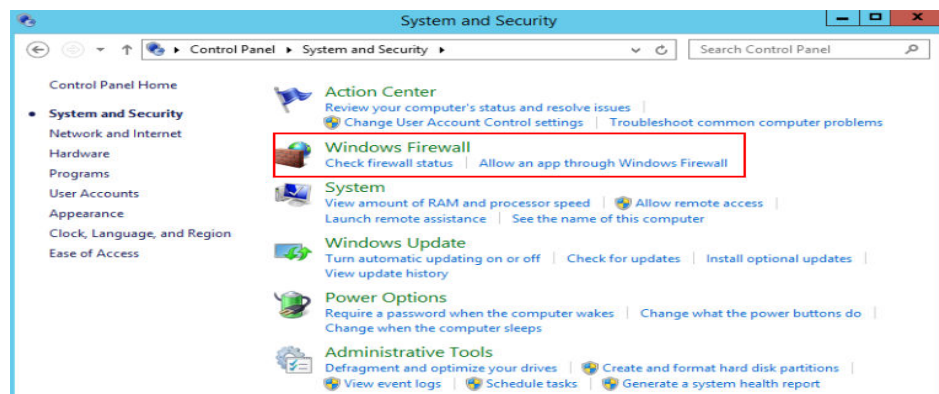 System and Security
Control Panel System and Security
Search Control Panel
Control Panel Home
System and Security
Network and Internet
Hardware
Programs
User Accounts
Appearance
Clock, Language, and Region
Ease of Access
Action Center
Review your computer's status and resolve issues
Change User Account Control settings
Troubleshoot common computer problems
Windows Firewall
Check firewall status
Allow an app through Windows Firewall
System
View amount of RAM and processor speed
Allow remote access
Launch remote assistance
See the name of this computer
Windows Update
Turn automatic updating on or off
Check for updates
Install optional updates
View update history
Power Options
Require a password when the computer wakes
Change what the power buttons do
Change when the computer sleeps
Administrative Tools
Defragment and optimize your drives
Create and format hard disk partitions
View event logs
Schedule tasks
Generate a system health report